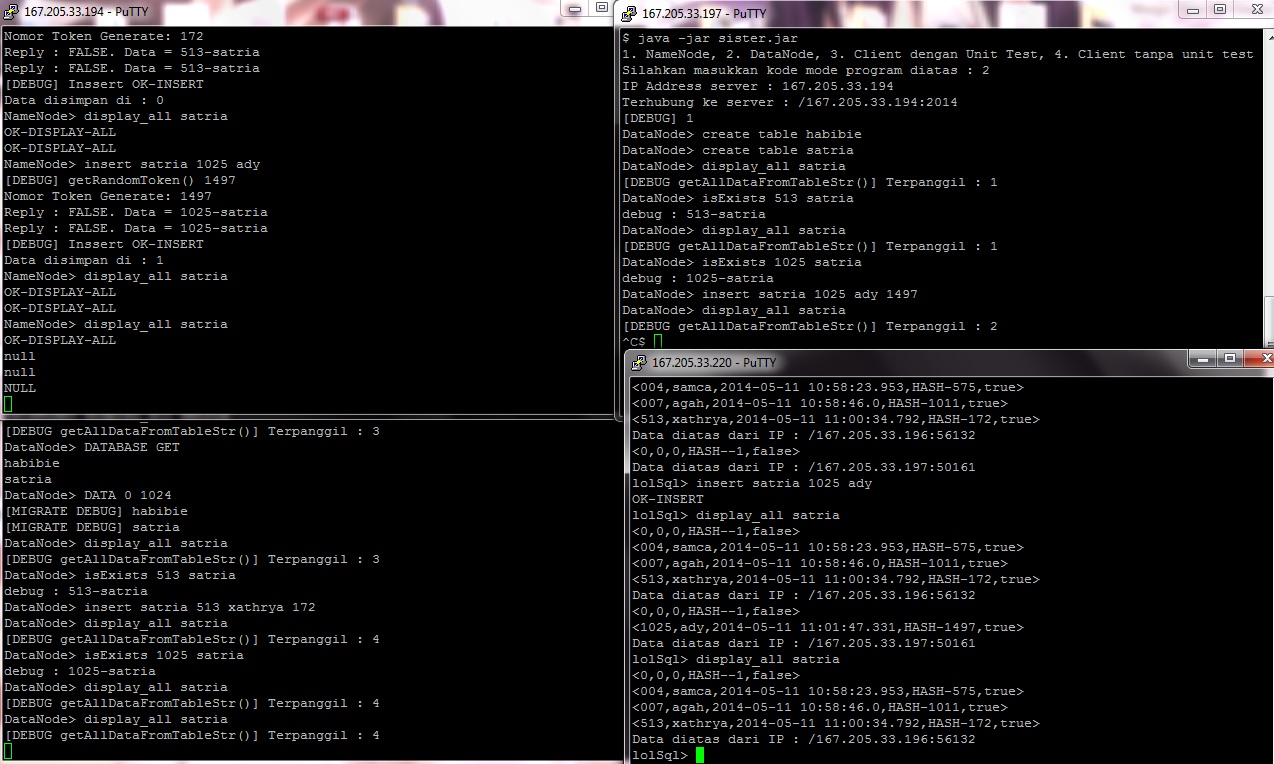 167.205.33.194 - PuTTY
Nomor Token Generate: 172
Reply : FALSE. Data = 513-satria
Reply : FALSE. Data = 513-satria
[DEBUG] Inssert OK-INSERT
Data disimpan di : 0
NameNode> display_all satria
OK-DISPLAY-ALL
OK-DISPLAY-ALL
NameNode> insert satria 1025 ady
[DEBUG] getRandomToken() 1497
Nomor Token Generate: 1497
Reply : FALSE. Data = 1025-satria
Reply : FALSE. Data = 1025-satria
[DEBUG] Inssert OK-INSERT
Data disimpan di : 1
NameNode> display_all satria
OK-DISPLAY-ALL
OK-DISPLAY-ALL
NameNode> display_all satria
OK-DISPLAY-ALL
null
null
NULL
[DEBUG getAllDataFromTableStr()] Terpanggil : 3
DataNode> DATABASE GET
habibie
satria
DataNode> DATA 0 1024
[MIGRATE DEBUG] habibie
[MIGRATE DEBUG] satria
DataNode> display_all satria
[DEBUG getAllDataFromTableStr()] Terpanggil : 3
DataNode> isExists 513 satria
debug : 513-satria
DataNode> insert satria 513 xathrya 172
DataNode> display_all satria
[DEBUG getAllDataFromTableStr()] Terpanggil : 4
DataNode> isExists 1025 satria
debug : 1025-satria
DataNode> display_all satria
[DEBUG getAllDataFromTableStr()] Terpanggil : 4
DataNode> display_all satria
[DEBUG getAllDataFromTableStr()] Terpanggil : 4
167.205.33.197 - PuTTY
$ java -jar sister.jar
1. NameNode, 2. DataNode, 3. Client dengan Unit Test, 4. Client tanpa unit test
Silahkan masukkan kode mode program diatas : 2
IP Address server : 167.205.33.194
Terhubung ke server : /167.205.33.194:2014
[DEBUG] 1
DataNode> create table habibie
DataNode> create table satria
DataNode> display_all satria
[DEBUG getAllDataFromTableStr()] Terpanggil : 1
DataNode> isExists 513 satria
debug : 513-satria
DataNode> display_all satria
[DEBUG getAllDataFromTableStr()] Terpanggil : 1
DataNode> isExists 1025 satria
debug : 1025-satria
DataNode> insert satria 1025 ady 1497
DataNode> display_all satria
[DEBUG getAllDataFromTableStr()] Terpanggil : 2
^C$
167.205.33.220 - PuTTY
<004,samca,2014-05-11 10:58:23.953,HASH-575,true>
<007,agah,2014-05-11 10:58:46.0,HASH-1011,true>
<513,xathrya,2014-05-11 11:00:34.792,HASH-172,true>
Data diatas dari IP : /167.205.33.196:56132
<0,0,0,HASH--1,false>
Data diatas dari IP : /167.205.33.197:50161
lolSql> insert satria 1025 ady
OK-INSERT
lolSql> display_all satria
<0,0,0,HASH--1,false>
<004,samca,2014-05-11 10:58:23.953,HASH-575,true>
<007,agah,2014-05-11 10:58:46.0,HASH-1011,true>
<513,xathrya,2014-05-11 11:00:34.792,HASH-172,true>
Data diatas dari IP : /167.205.33.196:56132
<0,0,0,HASH--1,false>
<1025,ady,2014-05-11 11:01:47.331,HASH-1497,true>
Data diatas dari IP : /167.205.33.197:50161
lolSql> display_all satria
<0,0,0,HASH--1,false>
<004,samca,2014-05-11 10:58:23.953,HASH-575,true>
<007,agah,2014-05-11 10:58:46.0,HASH-1011,true>
<513,xathrya,2014-05-11 11:00:34.792,HASH-172,true>
Data diatas dari IP : /167.205.33.196:56132
lolSql>